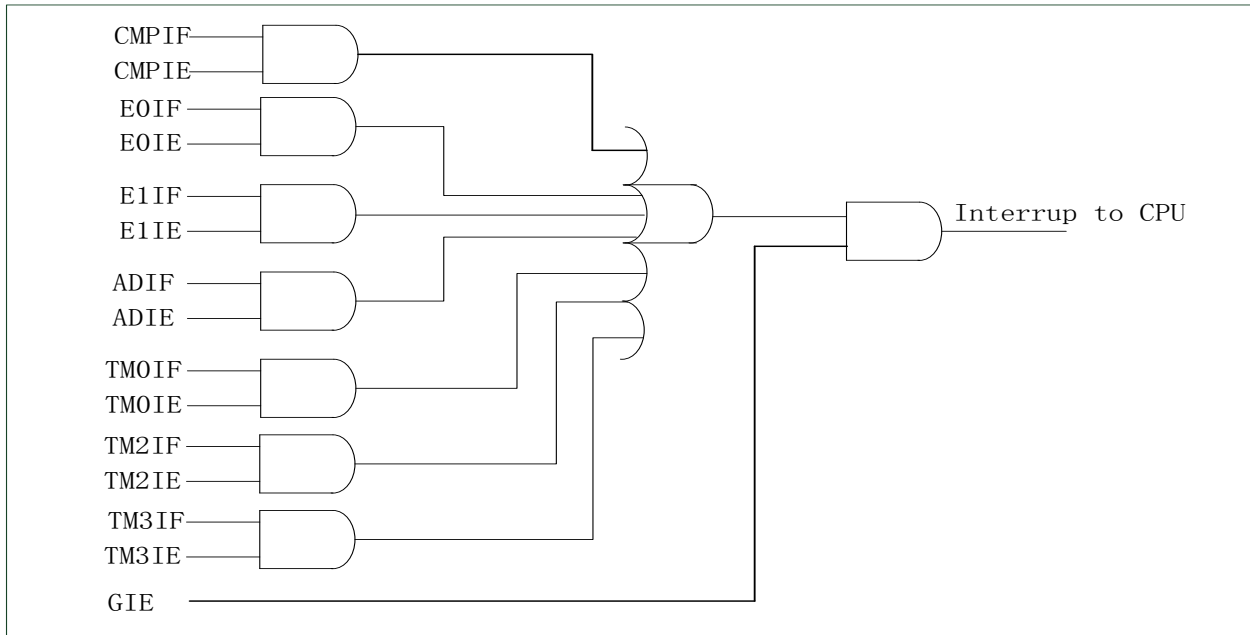 CMPIF
CMPIE
E0IF
E0IE
E1IF
E1IE
ADIF
ADIE
TM0IF
TM0IE
TM2IF
TM2IE
TM3IF
TM3IE
GIE
Interrup to CPU